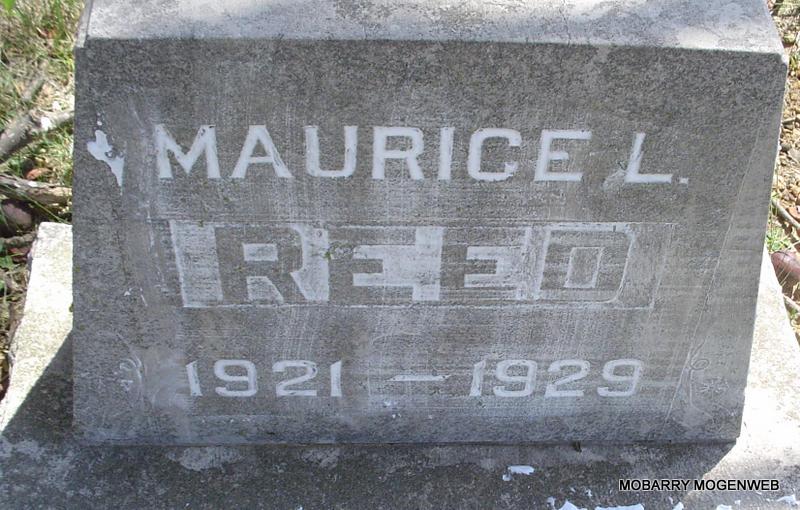 MAURICE L.
REED
1921 — 1929
MOBARRY MOGENWEB